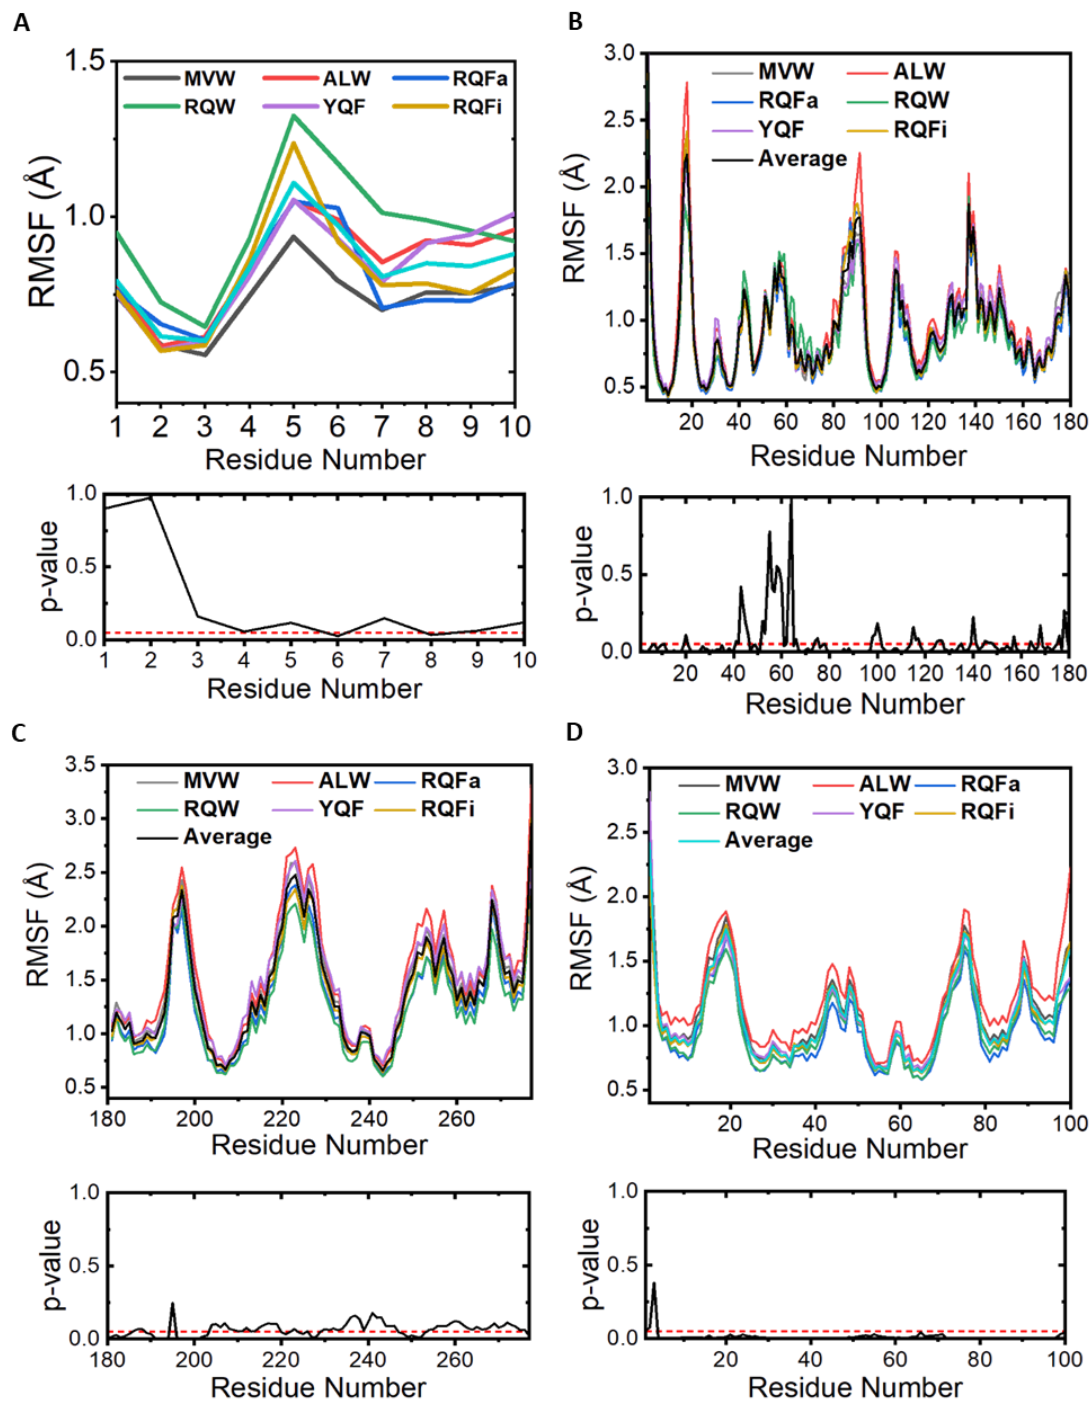 A
1.5
1.0
0.5
RMSF (Å)
MVW ALW RQFa
RQW YQF RQFi
1 2 3 4 5 6 7 8 9 10
Residue Number
1.0
0.5
0.0
p-value
1 2 3 4 5 6 7 8 9 10
Residue Number
B
3.0
2.5
2.0
1.5
1.0
0.5
RMSF (Å)
MVW ALW
RQFa RQW
YQF RQFi
Average
20 40 60 80 100 120 140 160 180
Residue Number
1.0
0.5
0.0
p-value
20 40 60 80 100 120 140 160 180
Residue Number
C
3.5
3.0
2.5
2.0
1.5
1.0
0.5
RMSF (Å)
MVW ALW RQFa
RQW YQF RQFi
Average
180 200 220 240 260
Residue Number
1.0
0.5
0.0
p-value
180 200 220 240 260
Residue Number
D
3.0
2.5
2.0
1.5
1.0
0.5
RMSF (Å)
MVW ALW RQFa
RQW YQF RQFi
Average
20 40 60 80 100
Residue Number
1.0
0.5
0.0
p-value
20 40 60 80 100
Residue Number